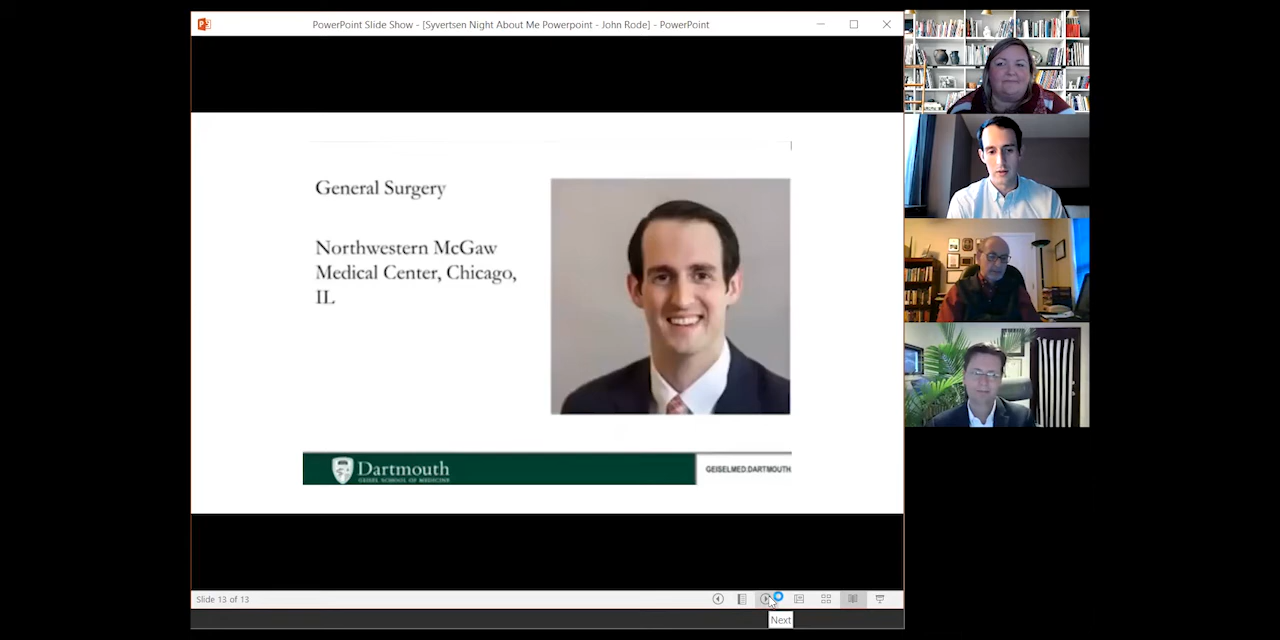 PowerPoint Slide Show - [Syvertsen Night About Me Powerpoint - John Rode] - PowerPoint
General Surgery
Northwestern McGaw
Medical Center, Chicago,
IL
Dartmouth
GEISEL SCHOOL OF MEDICINE
GEISELMED.DARTMOUTH
Slide 13 of 13
Next